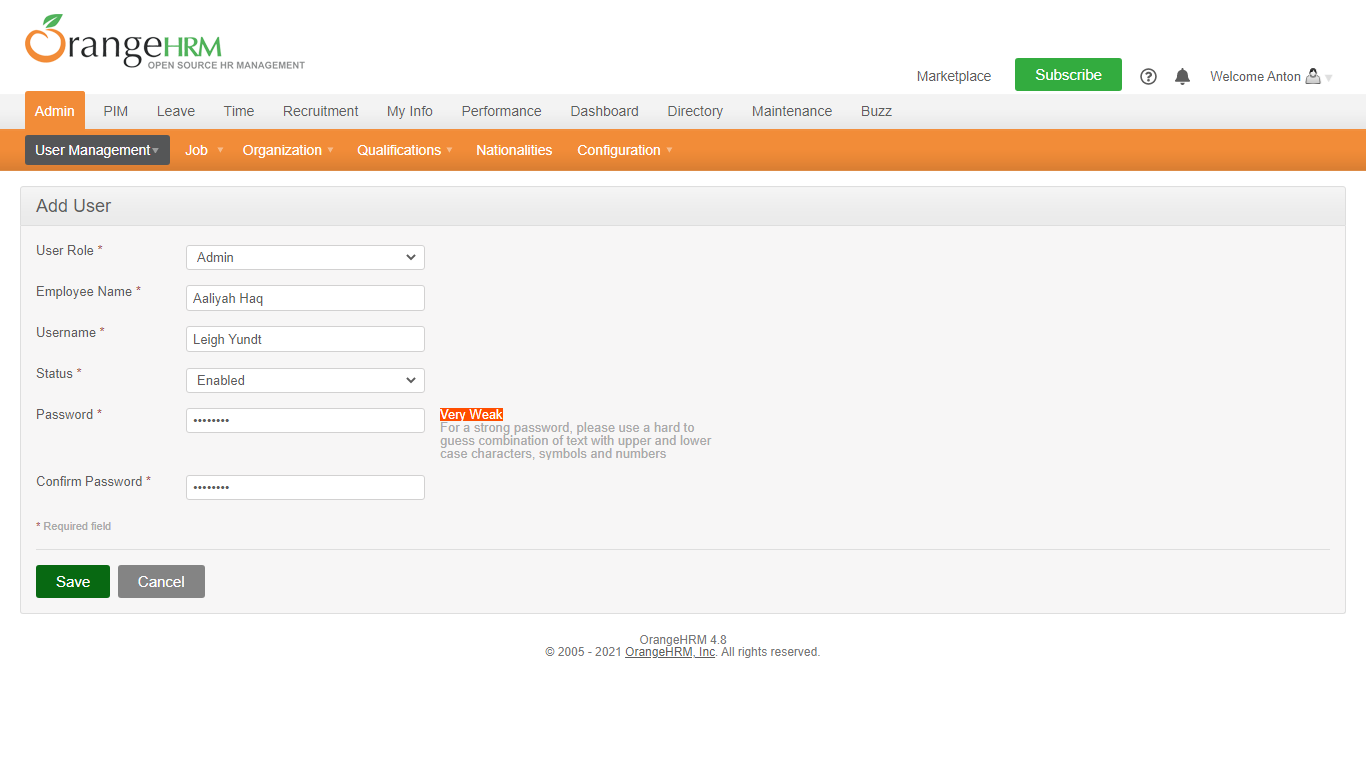 OrangeHRM
OPEN SOURCE HR MANAGEMENT
Marketplace
Subscribe
Welcome Anton
Admin PIM Leave Time Recruitment My Info Performance Dashboard Directory Maintenance Buzz
User Management Job Organization Qualifications Nationalities Configuration
Add User
User Role *
Admin
Employee Name *
Aaliyah Haq
Username *
Leigh Yundt
Status *
Enabled
Password *
••••••••
Very Weak
For a strong password, please use a hard to
guess combination of text with upper and lower
case characters, symbols and numbers
Confirm Password *
••••••••
* Required field
Save Cancel
OrangeHRM 4.8
© 2005 - 2021 OrangeHRM, Inc. All rights reserved.